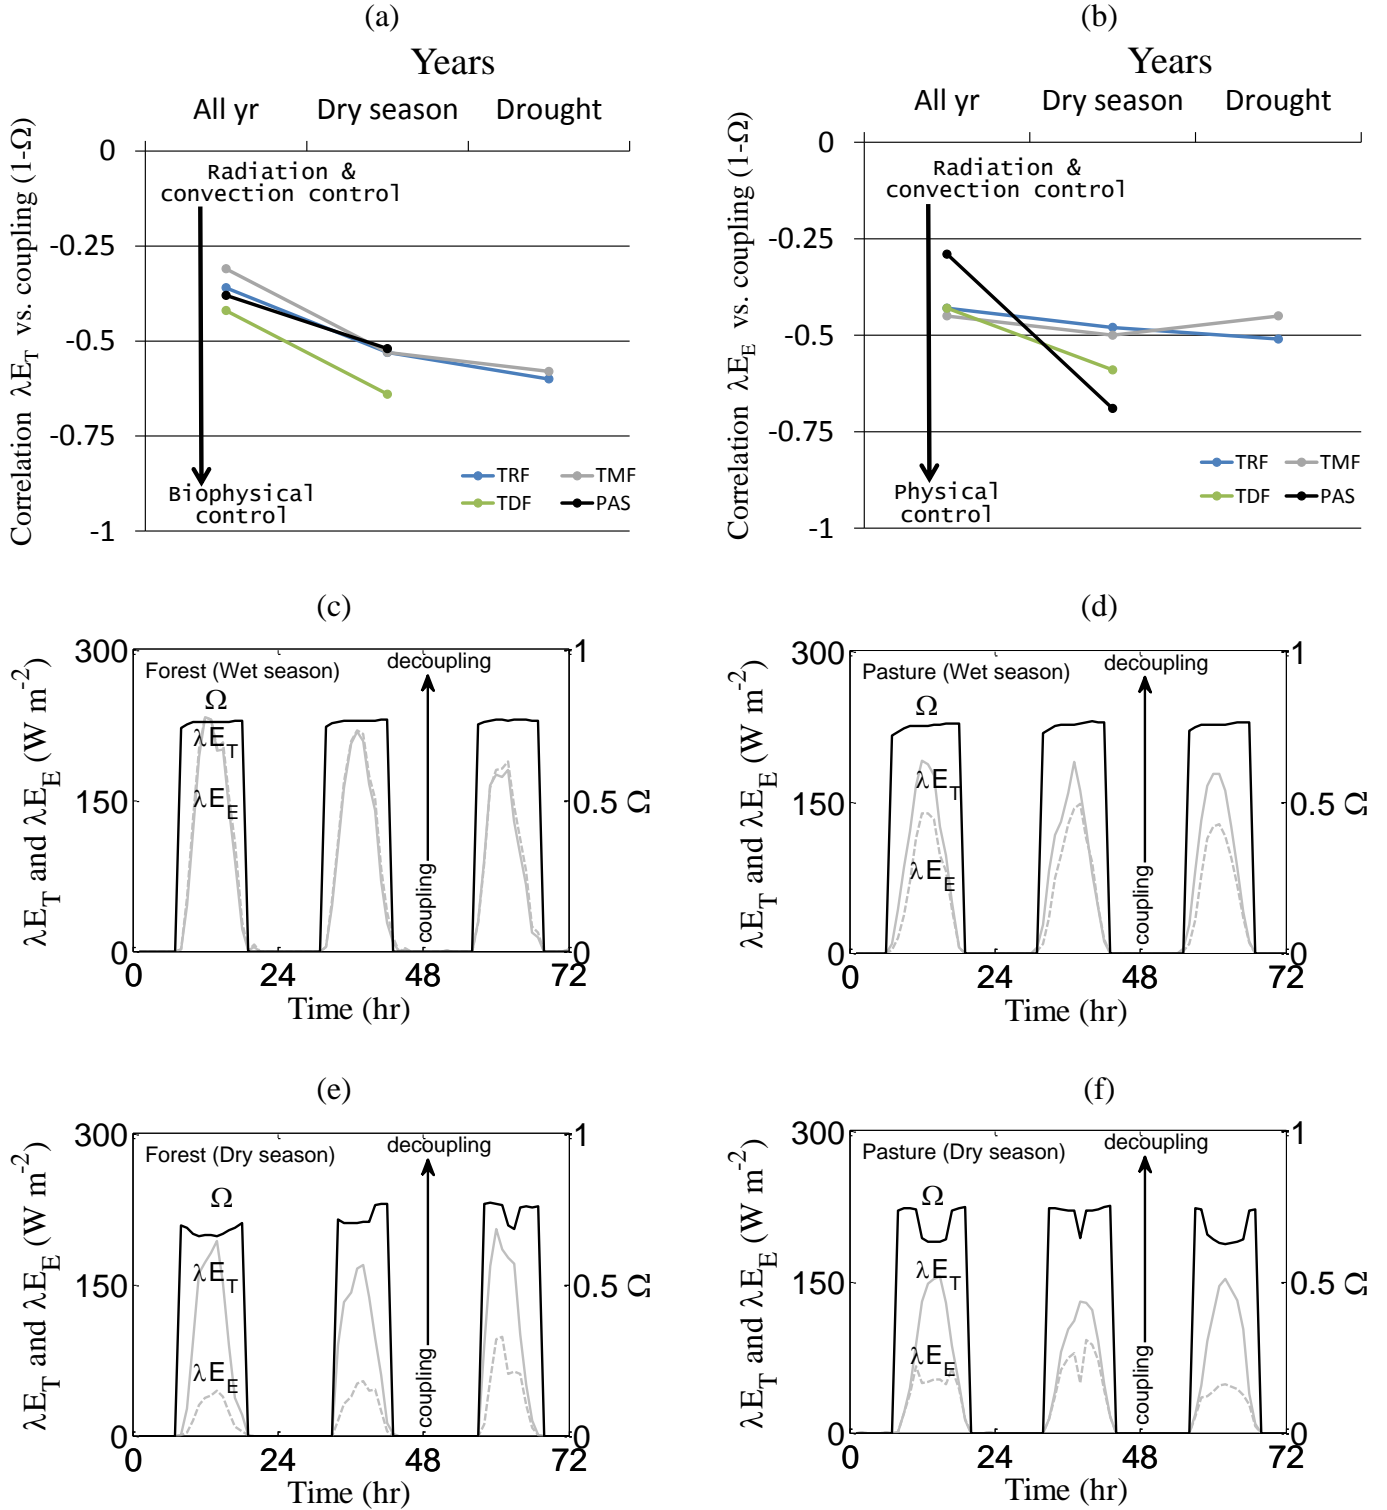 (a)
Years
All yr Dry season Drought
0
-0.25
-0.5
-0.75
-1
Correlation λE_T vs. coupling (1-Ω)
Radiation &
convection control
Biophysical
control
TRF TMF
TDF PAS
(b)
Years
All yr Dry season Drought
0
-0.25
-0.5
-0.75
-1
Correlation λE_E vs. coupling (1-Ω)
Radiation &
convection control
Physical
control
TRF TMF
TDF PAS
(c)
300
150
0
λE_T and λE_E (W m^-2)
Forest (Wet season)
decoupling
coupling
Ω
λE_T
λE_E
1
0.5
0
Ω
0 24 48 72
Time (hr)
(d)
300
150
0
λE_T and λE_E (W m^-2)
Pasture (Wet season)
decoupling
coupling
Ω
λE_T
λE_E
1
0.5
0
Ω
0 24 48 72
Time (hr)
(e)
300
150
0
λE_T and λE_E (W m^-2)
Forest (Dry season)
decoupling
coupling
Ω
λE_T
λE_E
1
0.5
0
Ω
0 24 48 72
Time (hr)
(f)
300
150
0
λE_T and λE_E (W m^-2)
Pasture (Dry season)
decoupling
coupling
Ω
λE_T
λE_E
1
0.5
0
Ω
0 24 48 72
Time (hr)